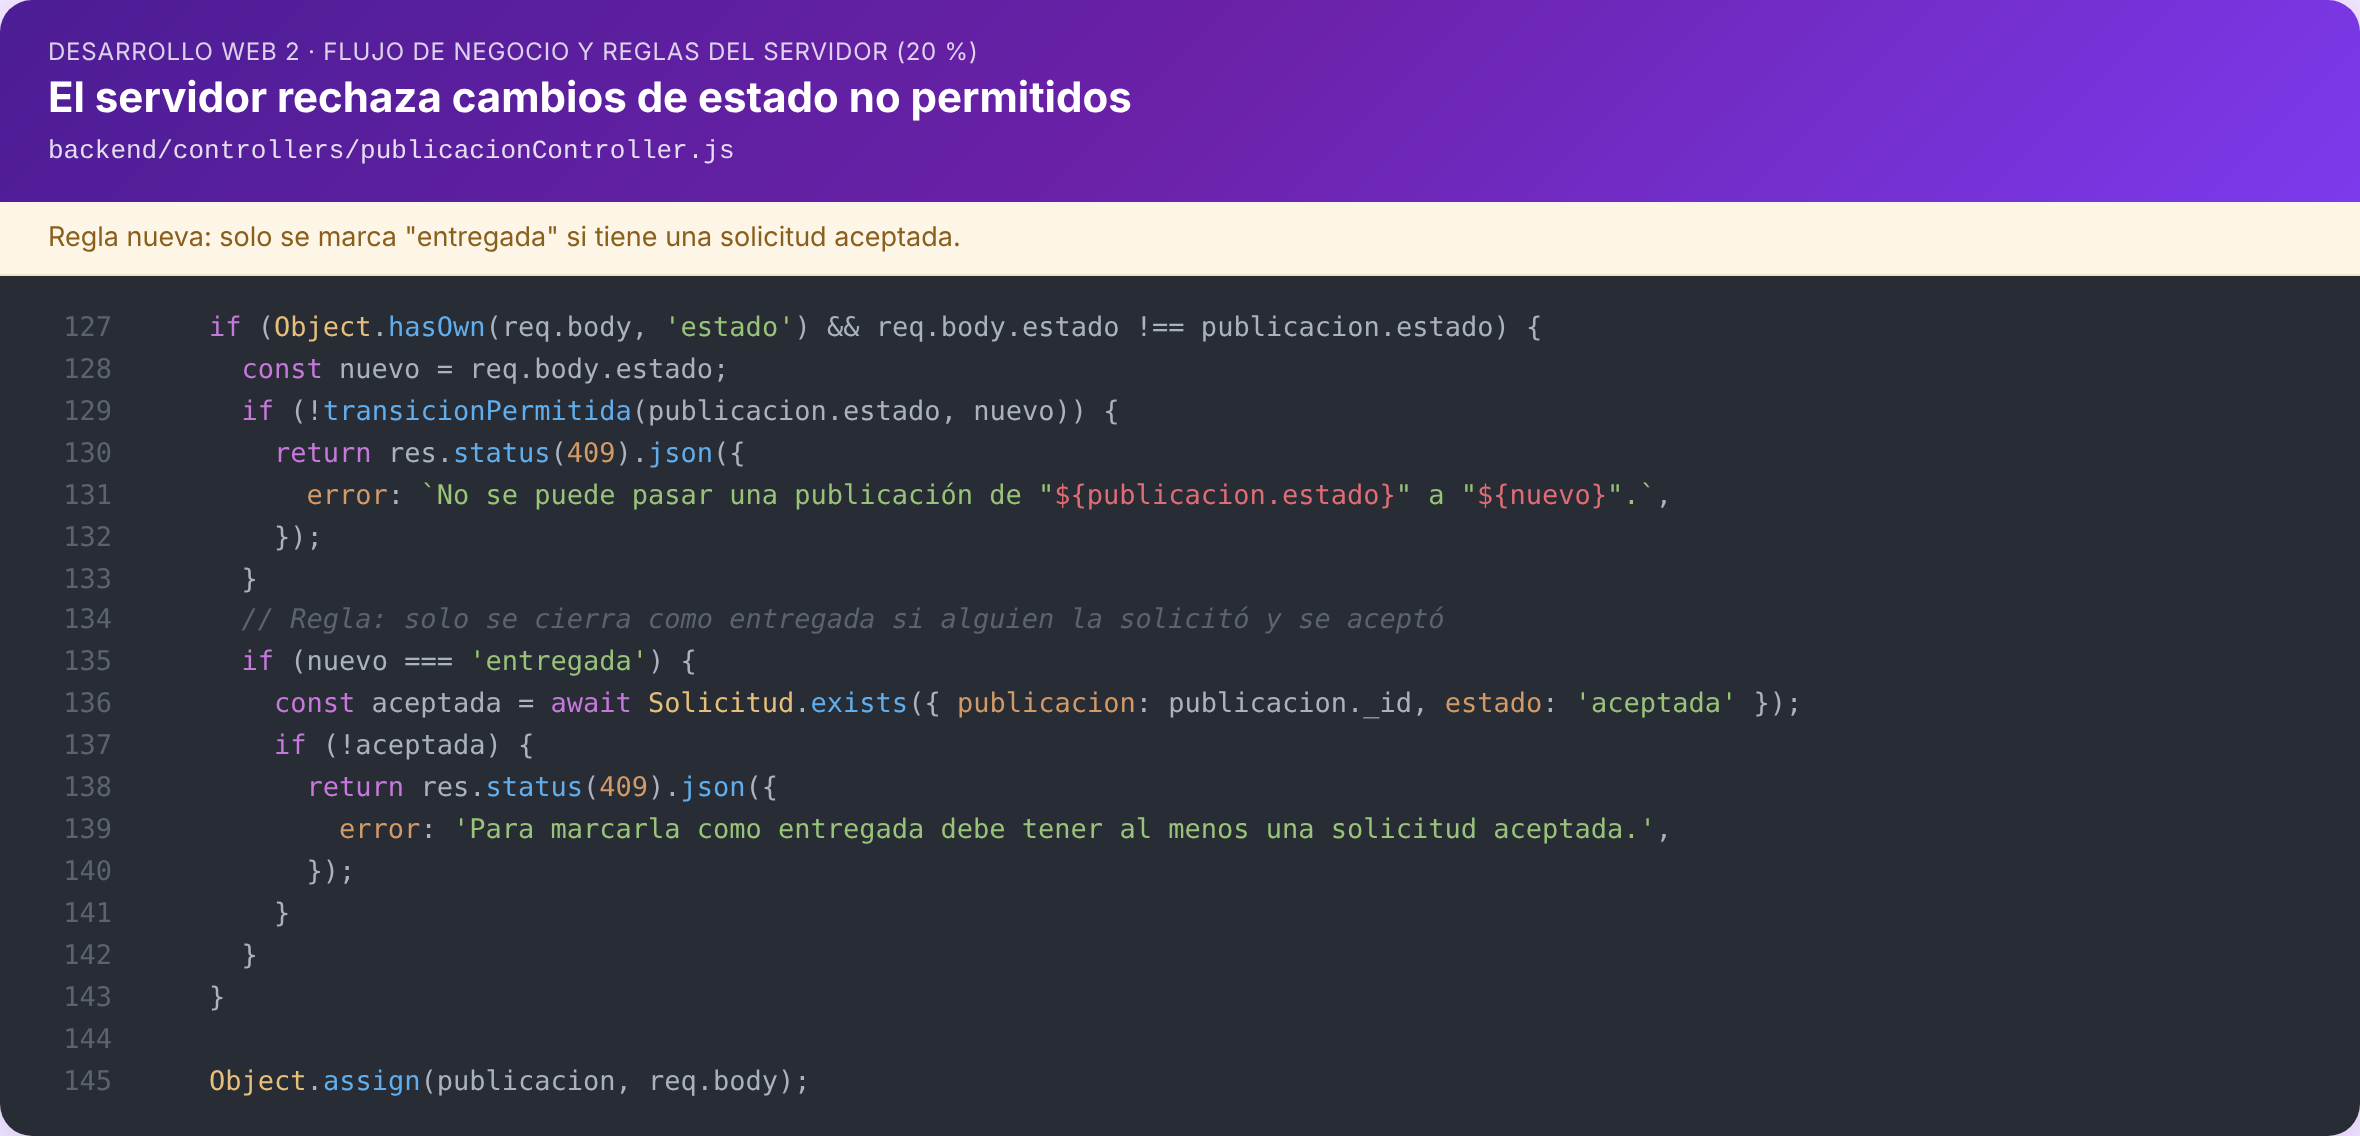 DESARROLLO WEB 2 · FLUJO DE NEGOCIO Y REGLAS DEL SERVIDOR (20 %)
El servidor rechaza cambios de estado no permitidos
backend/controllers/publicacionController.js
Regla nueva: solo se marca "entregada" si tiene una solicitud aceptada.
127      if (Object.hasOwn(req.body, 'estado') && req.body.estado !== publicacion.estado) {
128        const nuevo = req.body.estado;
129        if (!transicionPermitida(publicacion.estado, nuevo)) {
130          return res.status(409).json({
131            error: `No se puede pasar una publicación de "${publicacion.estado}" a "${nuevo}".`,
132          });
133        }
134        // Regla: solo se cierra como entregada si alguien la solicitó y se aceptó
135        if (nuevo === 'entregada') {
136          const aceptada = await Solicitud.exists({ publicacion: publicacion._id, estado: 'aceptada' });
137          if (!aceptada) {
138            return res.status(409).json({
139              error: 'Para marcarla como entregada debe tener al menos una solicitud aceptada.',
140            });
141          }
142        }
143      }
144
145      Object.assign(publicacion, req.body);